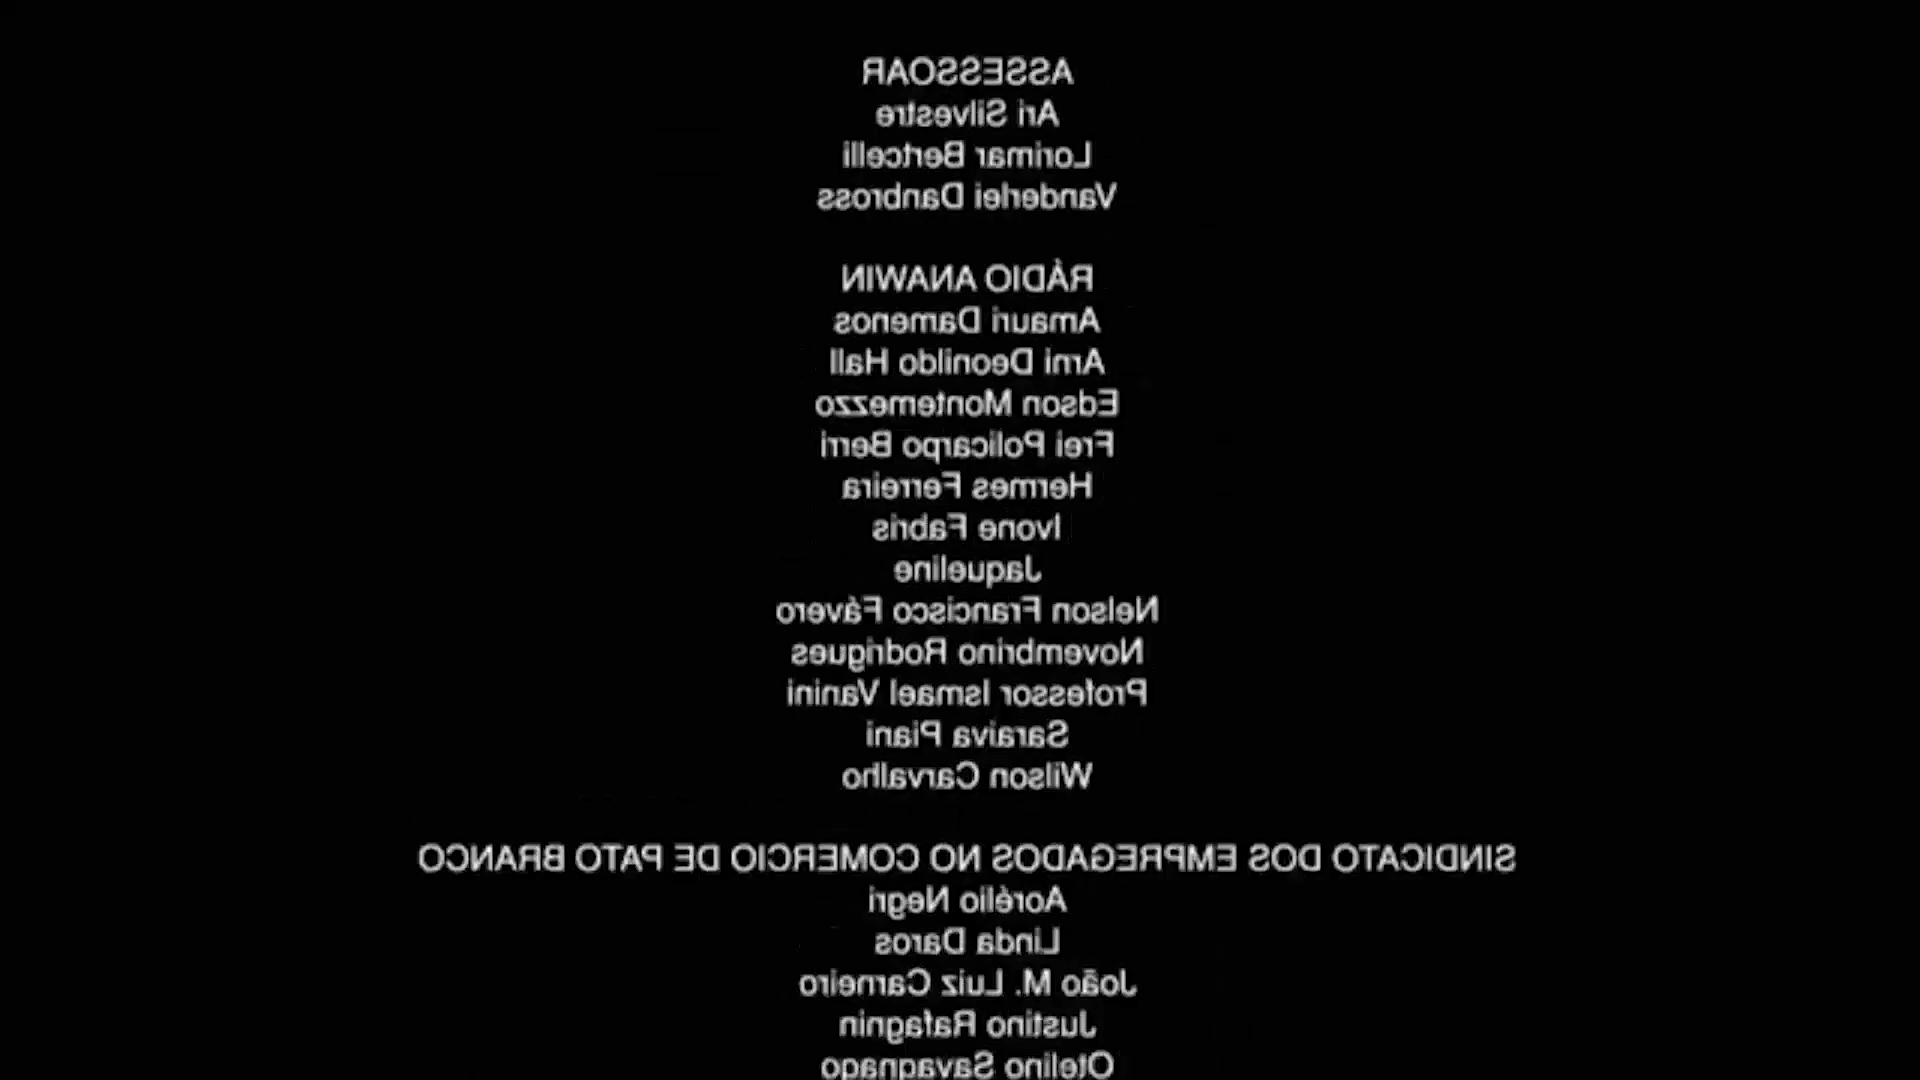 ASSESSOAR
Ari Silvestre
Lorimar Bertcelli
Vanderlei Danbross
RÁDIO ANAWIN
Amauri Damenos
Arni Deonildo Hall
Edson Montemezzo
Frei Policarpo Berri
Hermes Ferreira
Ivone Fabris
Jaqueline
Nelson Francisco Fávero
Novembrino Rodrigues
Professor Ismael Vanini
Saraiva Piani
Wilson Carvalho
SINDICATO DOS EMPREGADOS NO COMERCIO DE PATO BRANCO
Aorélio Negri
Linda Daros
João M. Luiz Carneiro
Justino Rafagnin
Otelino Savagnago